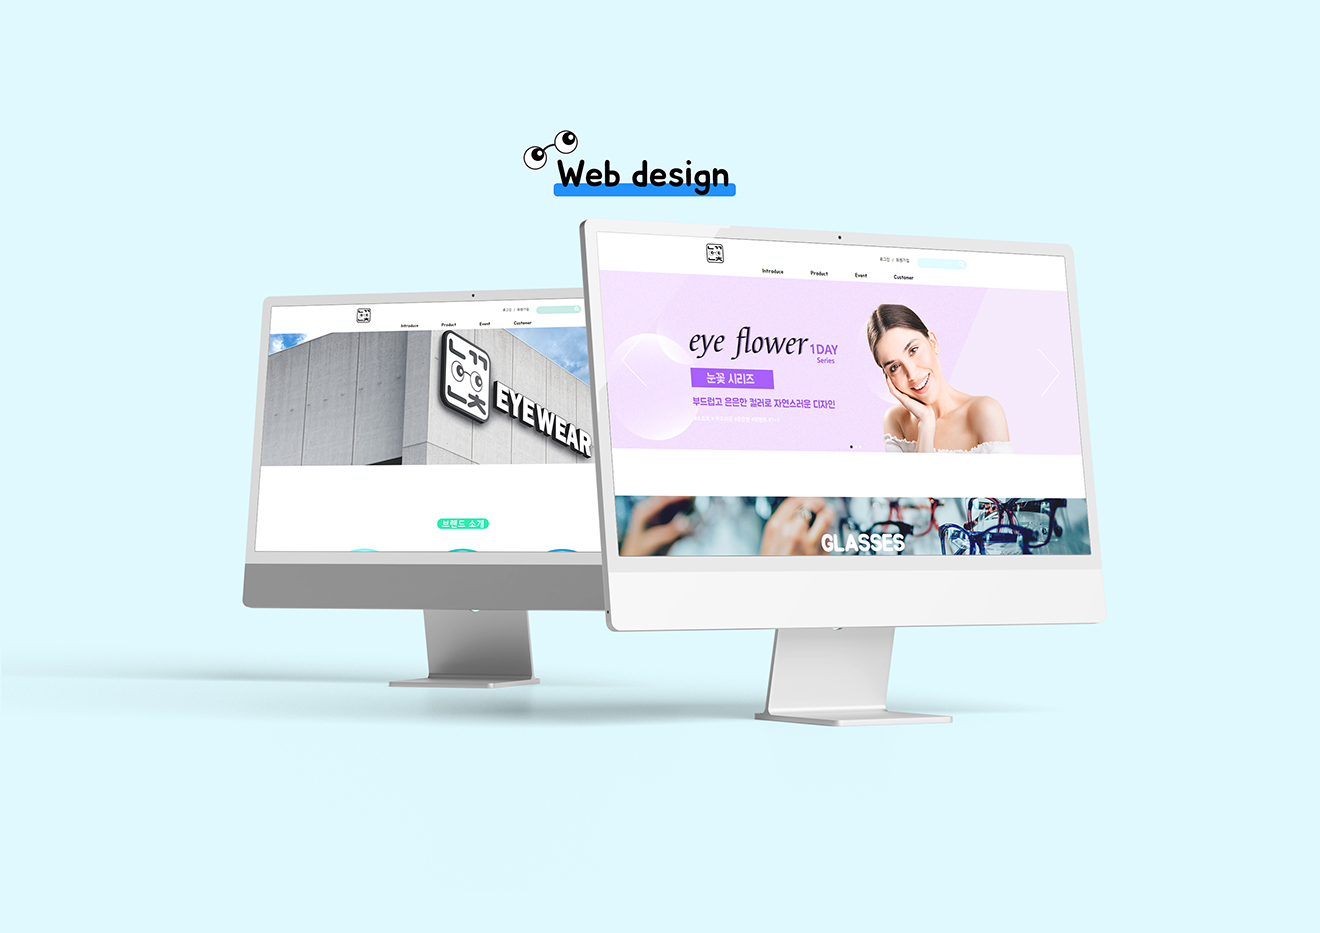 Web design
로그인 / 회원가입
Introduce Product Event Customer
EYEWEAR
브랜드 소개
로그인 / 회원가입
Introduce Product Event Customer
eye flower 1DAY
Series
눈꽃 시리즈
부드럽고 은은한 컬러로 자연스러운 디자인
GLASSES